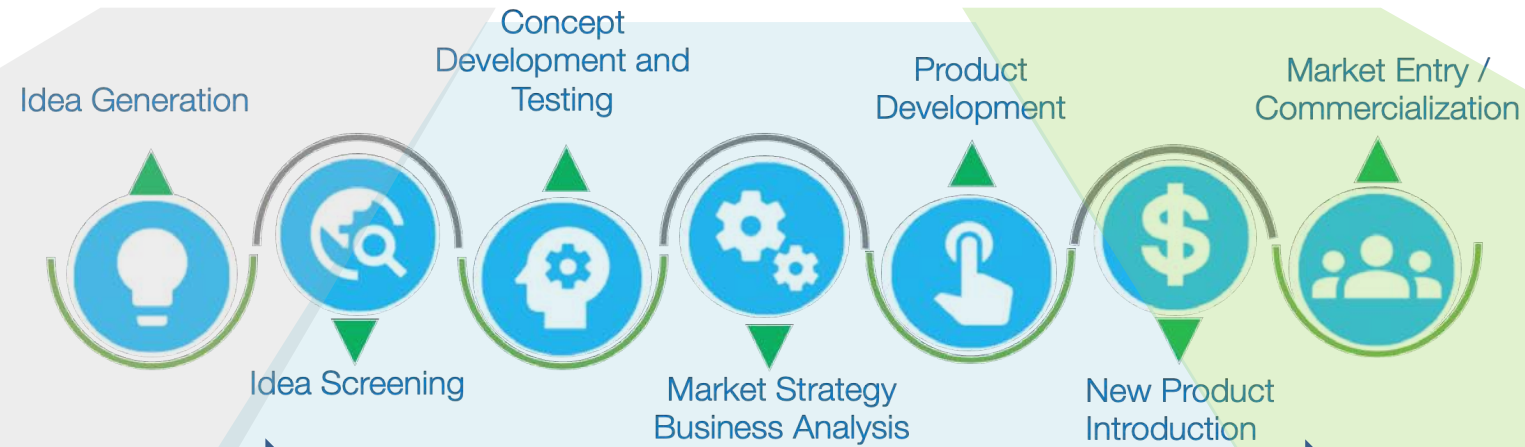 Idea Generation
Idea Screening
Concept
Development and
Testing
Market Strategy
Business Analysis
Product
Development
New Product
Introduction
Market Entry /
Commercialization